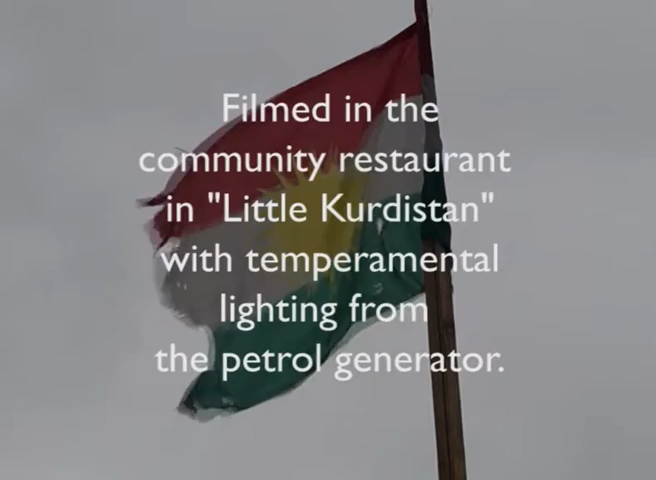 Filmed in the
community restaurant
in "Little Kurdistan"
with temperamental
lighting from
the petrol generator.